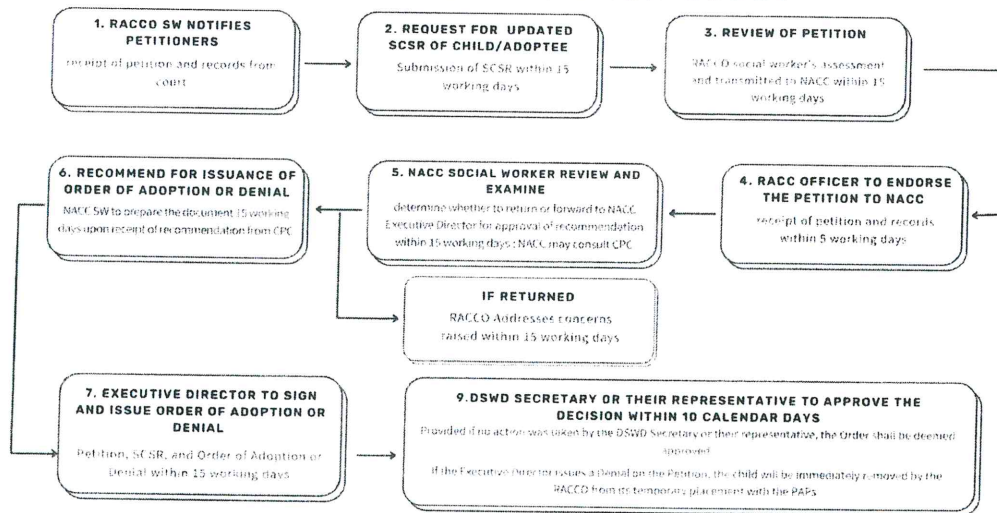 1. RACCO SW NOTIFIES
PETITIONERS
receipt of petition and records from
court
2. REQUEST FOR UPDATED
SCSR OF CHILD/ADOPTEE
Submission of SCSR within 15
working days
3. REVIEW OF PETITION
RACCO social worker's assessment
and transmitted to NACC within 15
working days
4. RACC OFFICER TO ENDORSE
THE PETITION TO NACC
receipt of petition and records
within 5 working days
5. NACC SOCIAL WORKER REVIEW AND
EXAMINE
determine whether to return or forward to NACC
Executive Director for approval of recommendation
within 15 working days ; NACC may consult CPC
6. RECOMMEND FOR ISSUANCE OF
ORDER OF ADOPTION OR DENIAL
NACC SW to prepare the document 15 working
days upon receipt of recommendation from CPC
IF RETURNED
RACCO Addresses concerns
raised within 15 working days
7. EXECUTIVE DIRECTOR TO SIGN
AND ISSUE ORDER OF ADOPTION OR
DENIAL
Petition, SCSR, and Order of Adoption or
Denial within 15 working days
9.DSWD SECRETARY OR THEIR REPRESENTATIVE TO APPROVE THE
DECISION WITHIN 10 CALENDAR DAYS
Provided if no action was taken by the DSWD Secretary or their representative, the Order shall be deemed
approved
If the Executive Director issues a Denial on the Petition, the child will be immediately removed by the
RACCO from its temporary placement with the PAPs